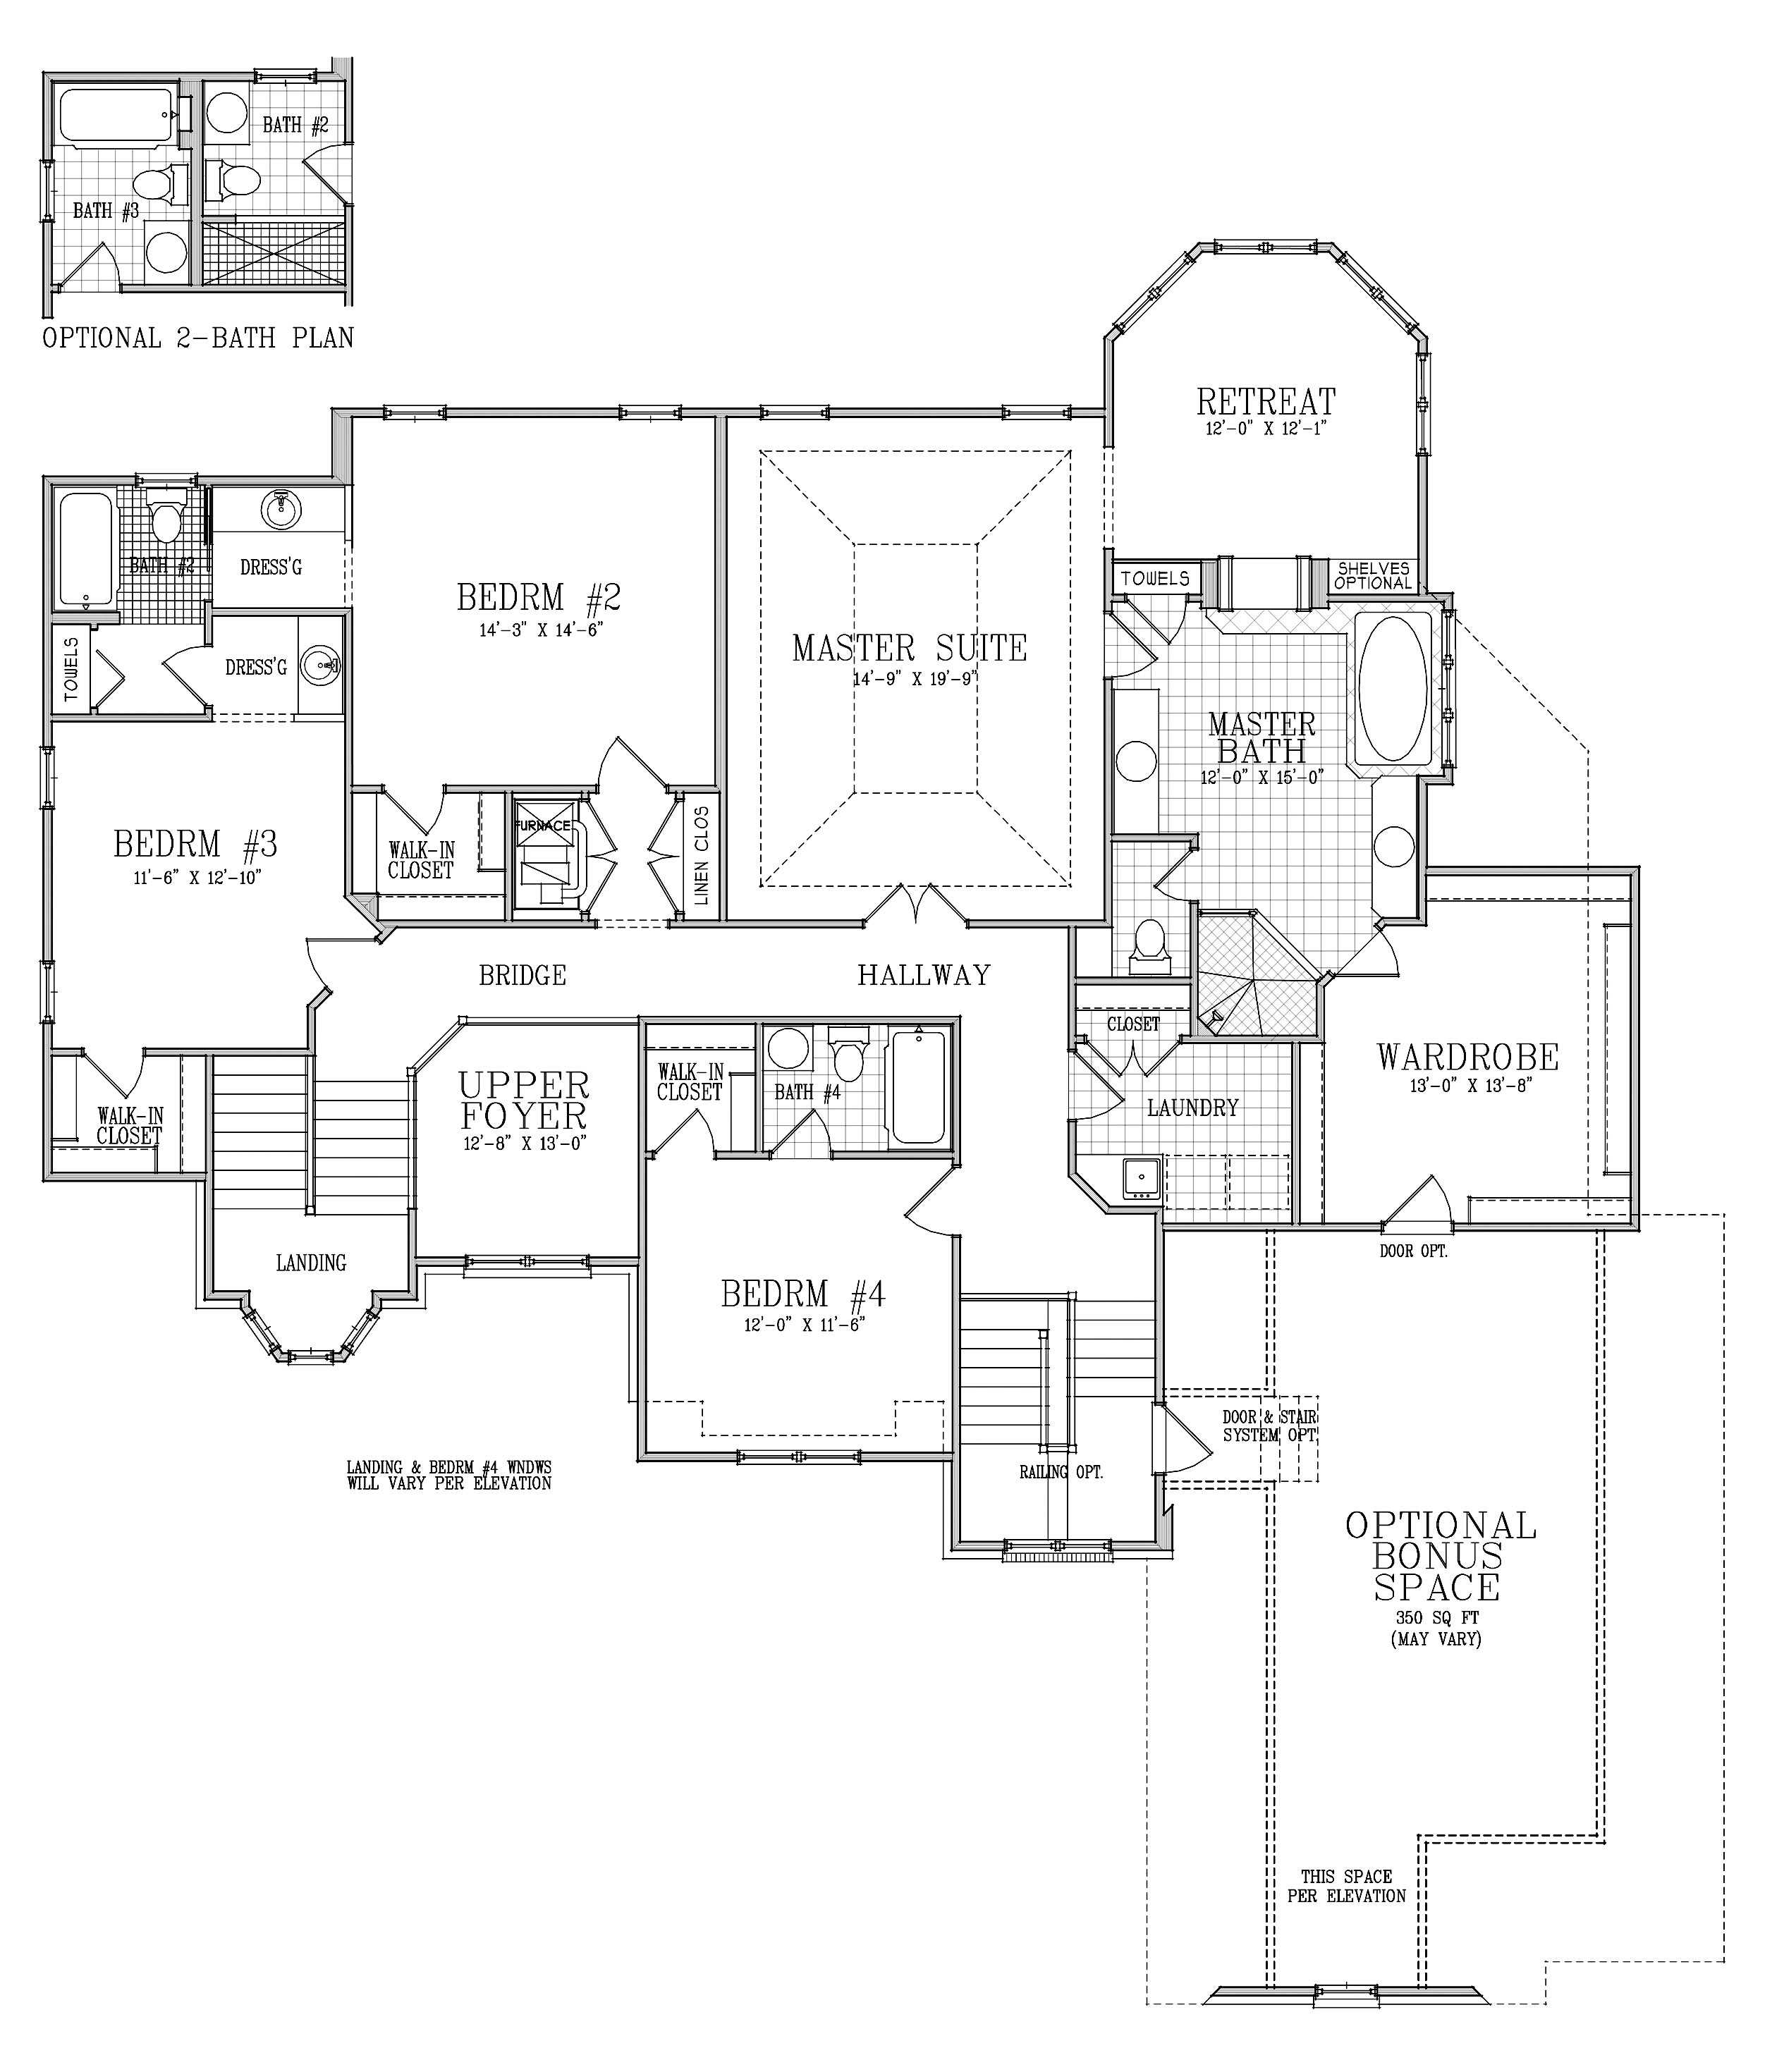 BATH #2
BATH #3
OPTIONAL 2-BATH PLAN
RETREAT
12'-0" X 12'-1"
BATH #2
DRESS'G
BEDRM #2
14'-3" X 14'-6"
TOWELS
SHELVES
OPTIONAL
MASTER SUITE
14'-9" X 19'-9"
TOWELS
DRESS'G
MASTER
BATH
12'-0" X 15'-0"
BEDRM #3
11'-6" X 12'-10"
WALK-IN
CLOSET
FURNACE
LINEN CLOS
BRIDGE
HALLWAY
CLOSET
WARDROBE
13'-0" X 13'-8"
UPPER
FOYER
12'-8" X 13'-0"
WALK-IN
CLOSET
BATH #4
LAUNDRY
WALK-IN
CLOSET
LANDING
DOOR OPT.
BEDRM #4
12'-0" X 11'-6"
DOOR & STAIR
SYSTEM OPT.
LANDING & BEDRM #4 WNDWS
WILL VARY PER ELEVATION
RAILING OPT.
OPTIONAL
BONUS
SPACE
350 SQ FT
(MAY VARY)
THIS SPACE
PER ELEVATION